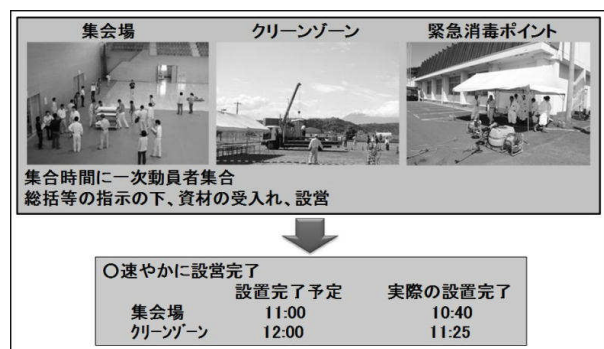 集会場 クリーンゾーン 緊急消毒ポイント
集合時間に一次動員者集合
総括等の指示の下、資材の受入れ、設営
〇速やかに設営完了
設置完了予定 実際の設置完了
集会場 11:00 10:40
クリーンゾーン 12:00 11:25